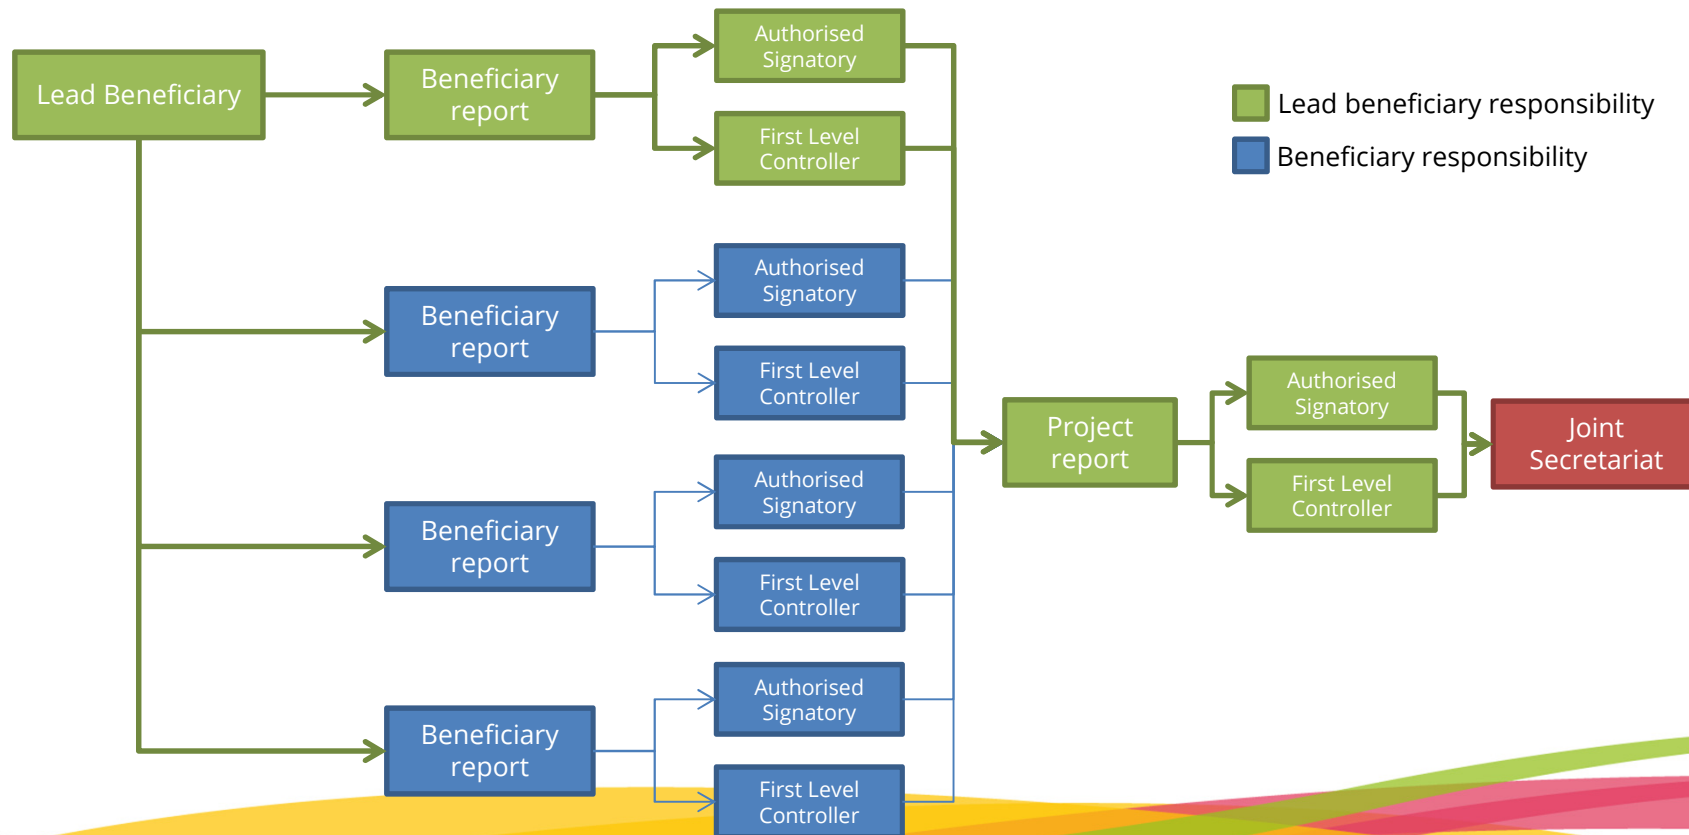 Lead Beneficiary
Beneficiary
report
Authorised
Signatory
First Level
Controller
Lead beneficiary responsibility
Beneficiary responsibility
Beneficiary
report
Authorised
Signatory
First Level
Controller
Beneficiary
report
Authorised
Signatory
First Level
Controller
Beneficiary
report
Authorised
Signatory
First Level
Controller
Project
report
Authorised
Signatory
First Level
Controller
Joint
Secretariat